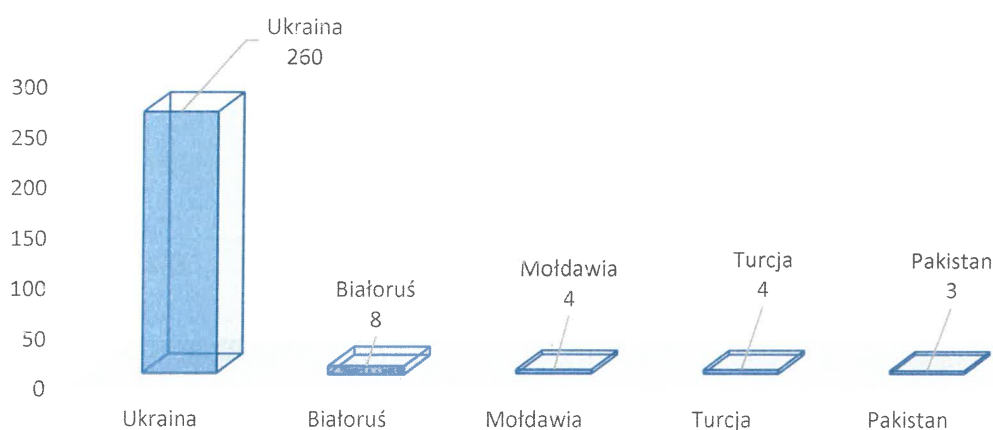 Ukraina
260
300
250
200
150
100
50
0
Białoruś
8
Mołdawia
4
Turcja
4
Pakistan
3
Ukraina
Białoruś
Mołdawia
Turcja
Pakistan